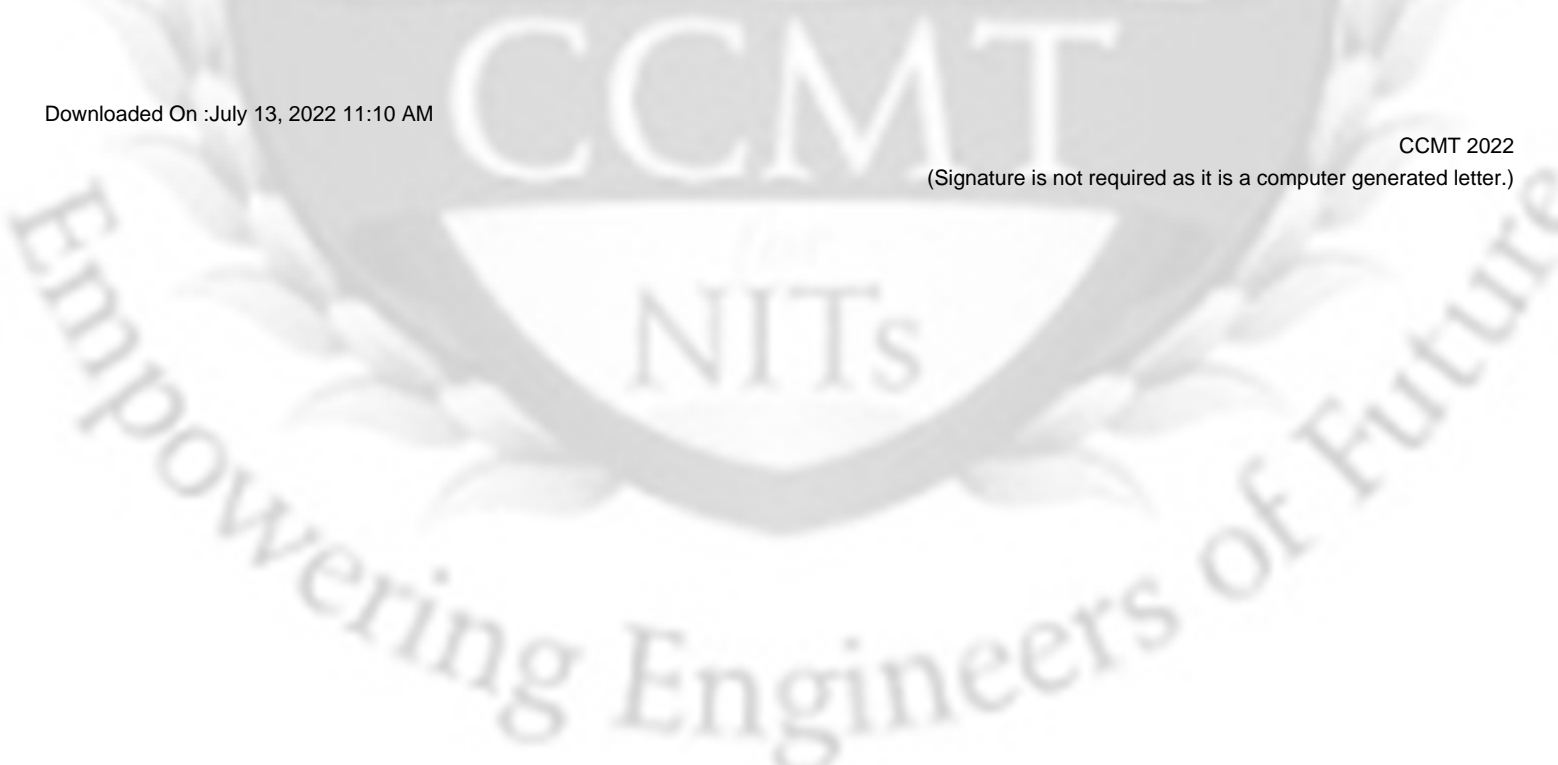 CCMT
Downloaded On :July 13, 2022 11:10 AM
CCMT 2022
(Signature is not required as it is a computer generated letter.)
for
NITs
Empowering Engineers of Future